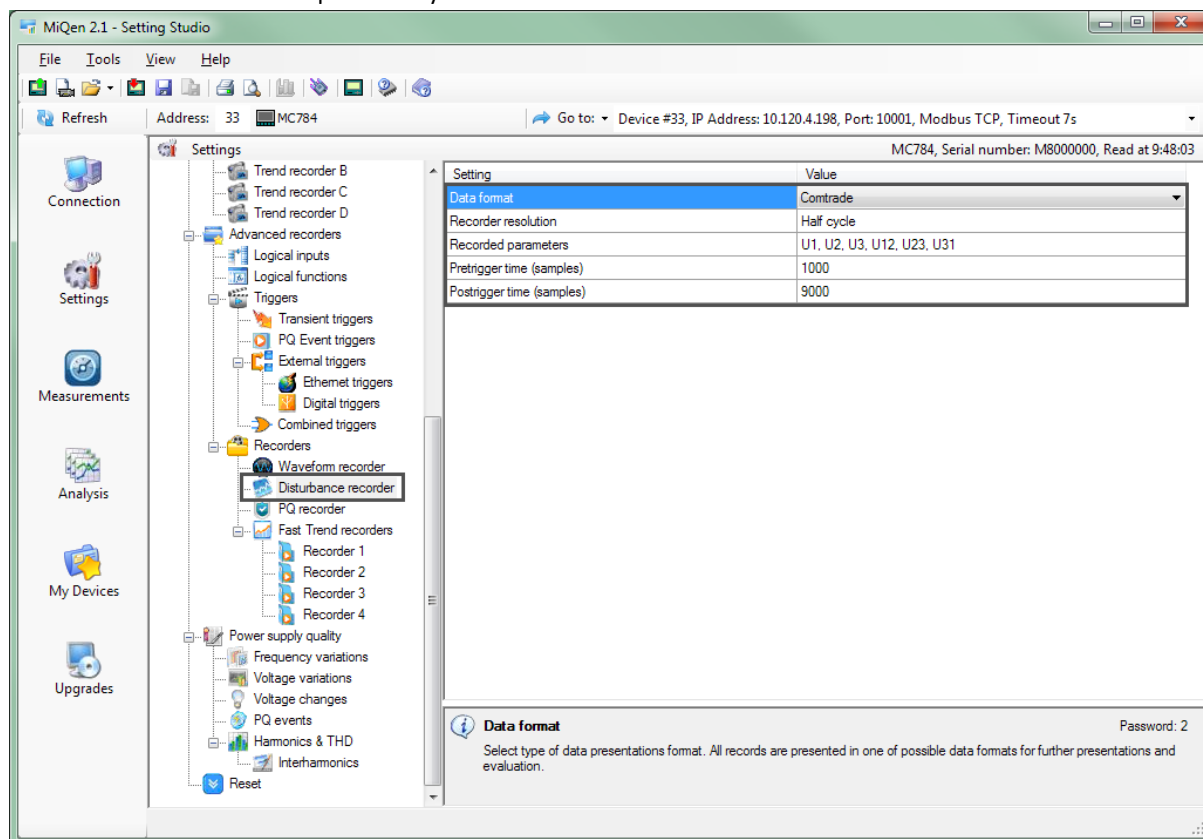 MiQen 2.1 - Setting Studio
File Tools View Help
Refresh Address: 33 MC784 Go to: Device #33, IP Address: 10.120.4.198, Port: 10001, Modbus TCP, Timeout 7s
Settings MC784, Serial number: M8000000, Read at 9:48:03
Connection
Settings
Measurements
Analysis
My Devices
Upgrades
Trend recorder B
Trend recorder C
Trend recorder D
Advanced recorders
Logical inputs
Logical functions
Triggers
Transient triggers
PQ Event triggers
External triggers
Ethernet triggers
Digital triggers
Combined triggers
Recorders
Waveform recorder
Disturbance recorder
PQ recorder
Fast Trend recorders
Recorder 1
Recorder 2
Recorder 3
Recorder 4
Power supply quality
Frequency variations
Voltage variations
Voltage changes
PQ events
Harmonics & THD
Interharmonics
Reset
Setting Value
Data format Comtrade
Recorder resolution Half cycle
Recorded parameters U1, U2, U3, U12, U23, U31
Pretrigger time (samples) 1000
Postrigger time (samples) 9000
Data format Password: 2
Select type of data presentations format. All records are presented in one of possible data formats for further presentations and
evaluation.